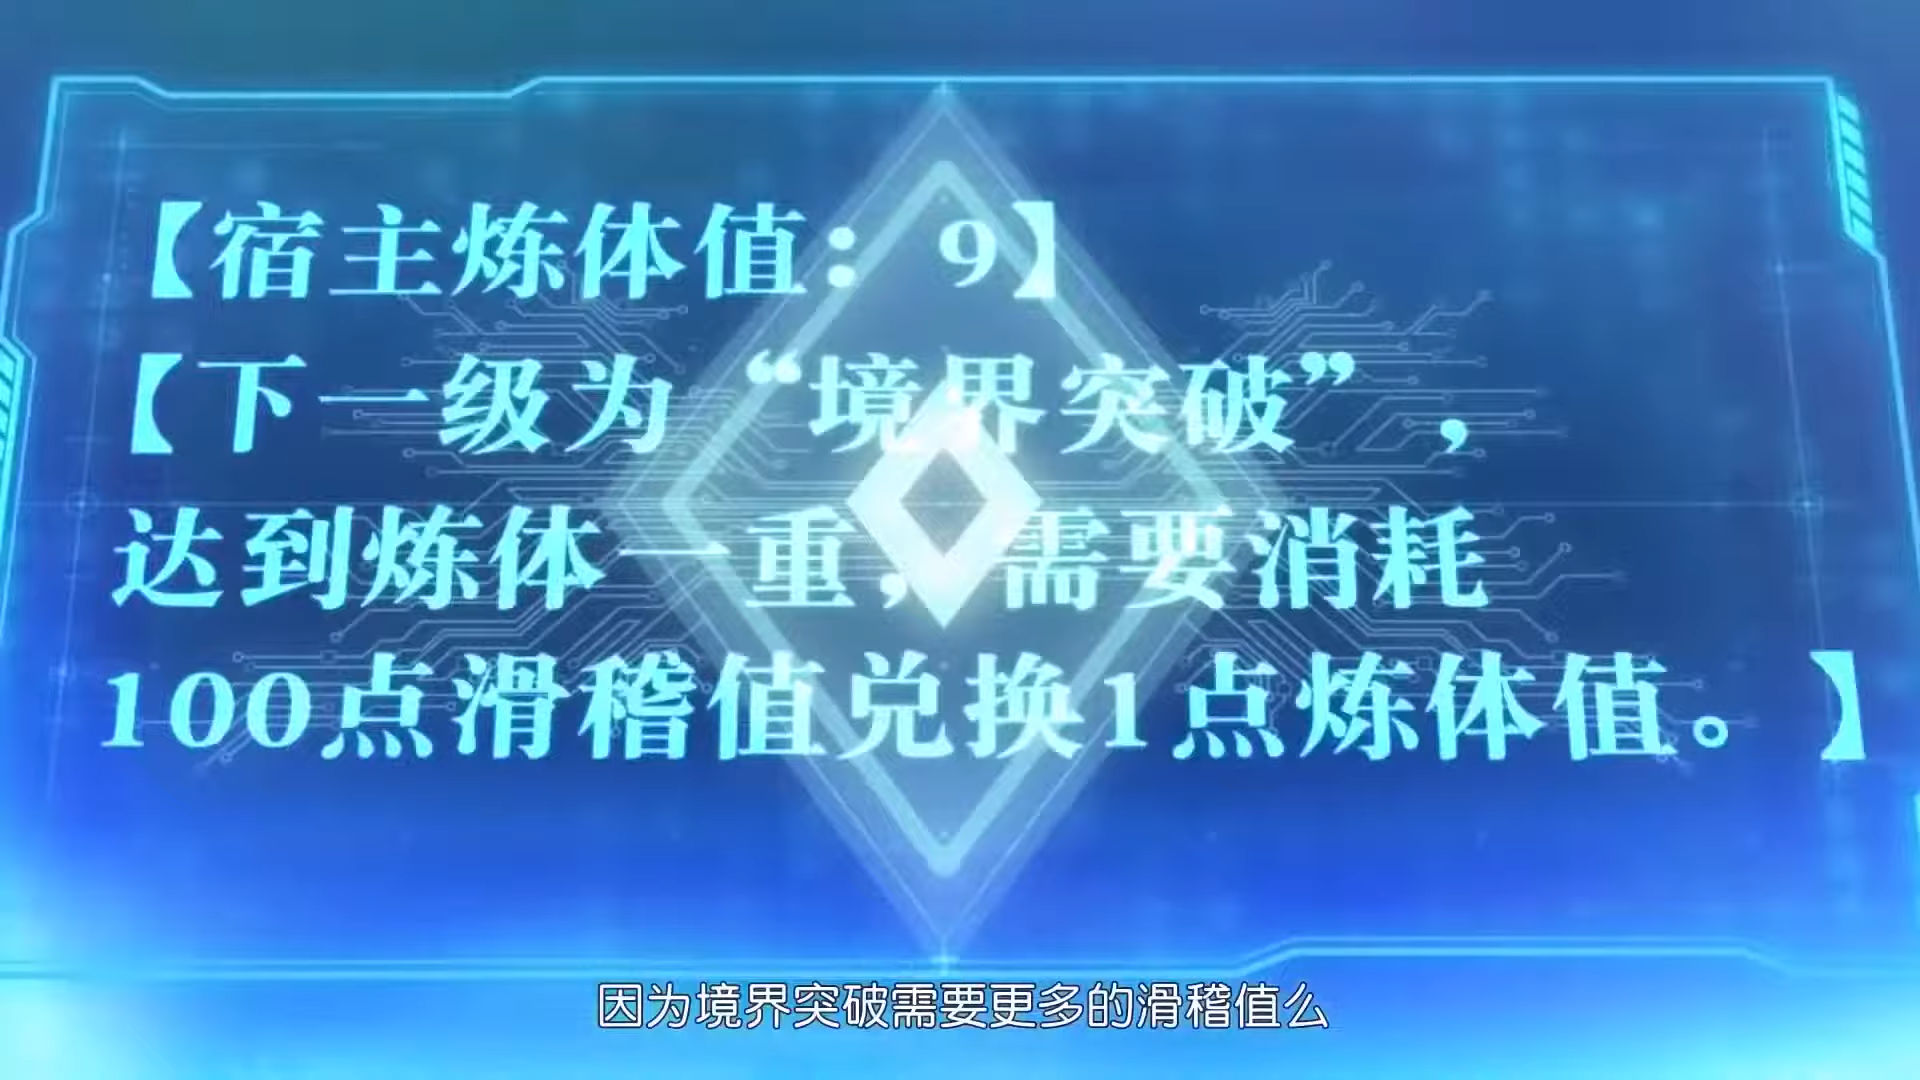 【宿主炼体值：9】
【下一级为“境界突破”，
达到炼体一重，需要消耗
100点滑稽值兑换1点炼体值。】
因为境界突破需要更多的滑稽值么